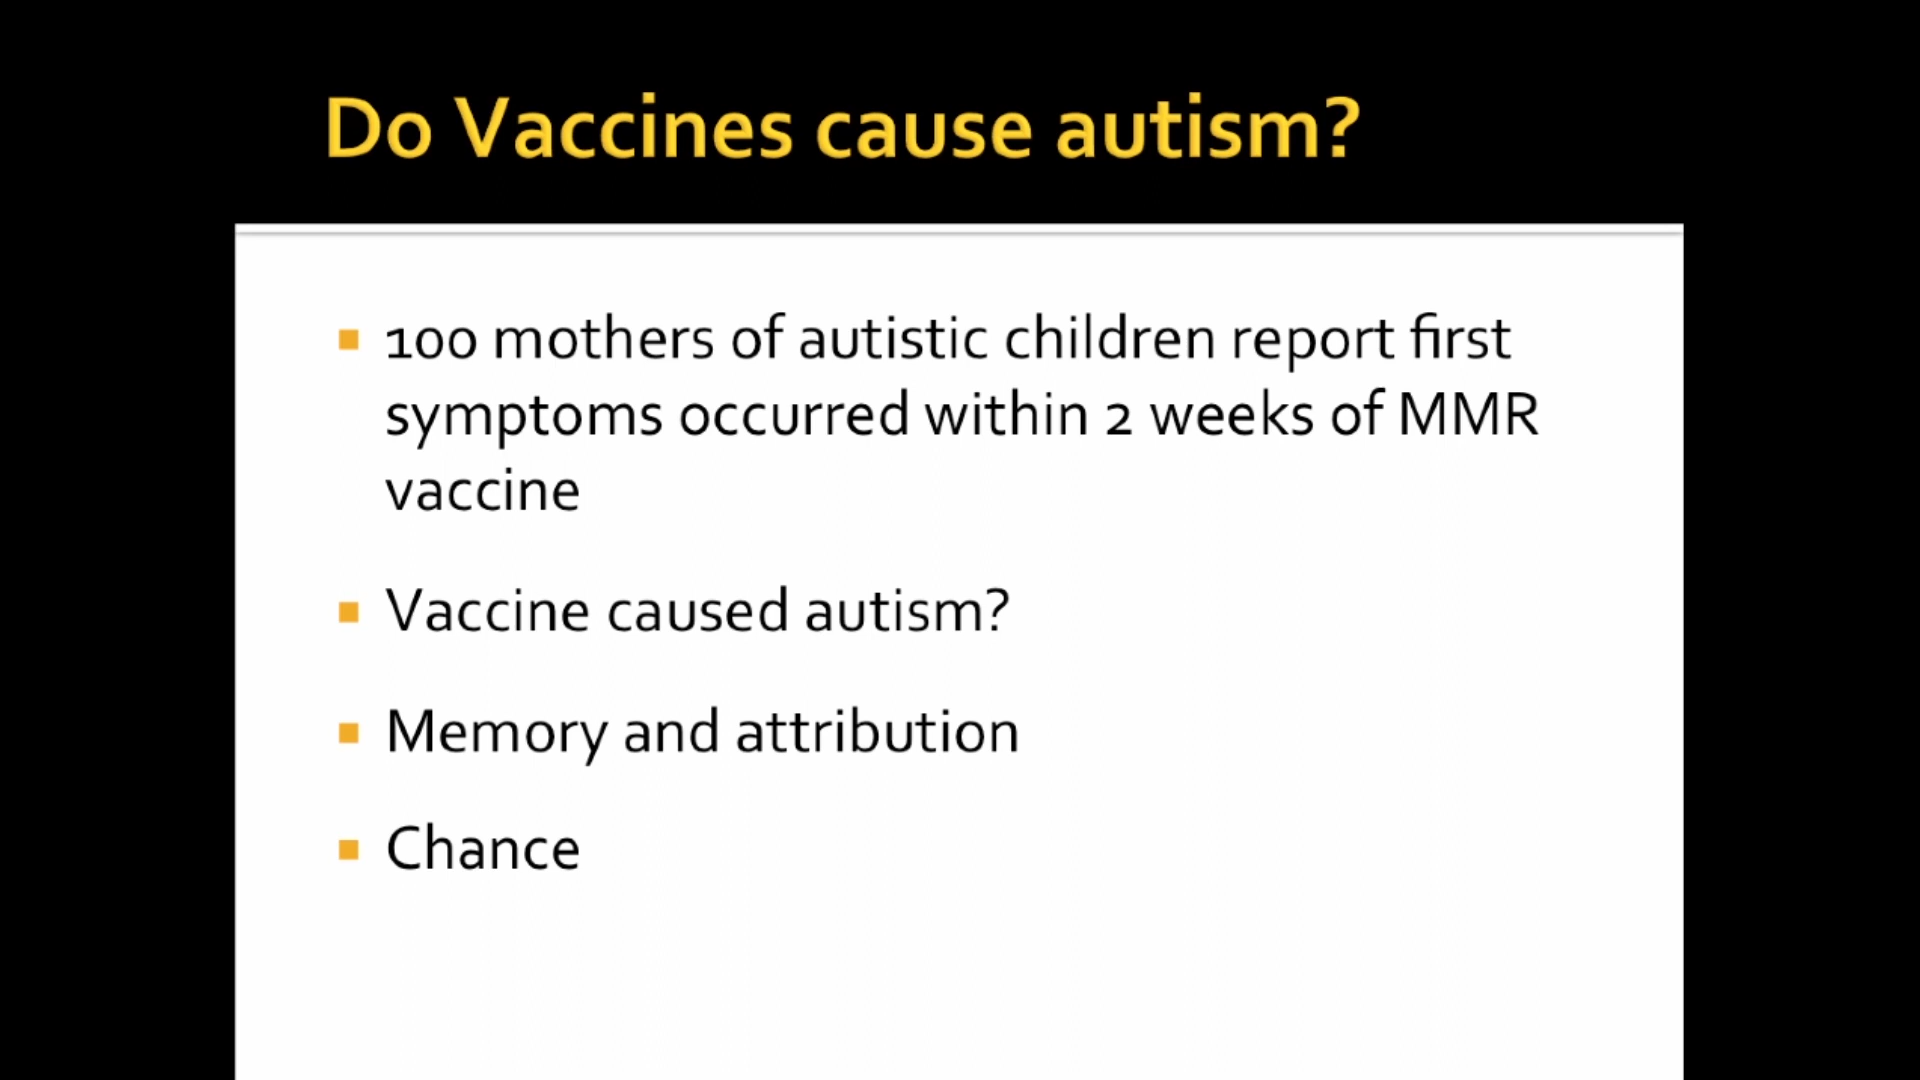 Do Vaccines cause autism?
100 mothers of autistic children report first
symptoms occurred within 2 weeks of MMR
vaccine
Vaccine caused autism?
Memory and attribution
Chance